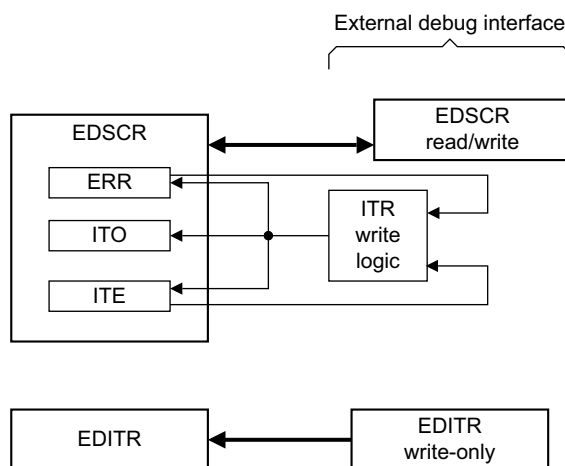 External debug interface
EDSCR
EDSCR
read/write
ERR
ITR
write
logic
ITO
ITE
EDITR
EDITR
write-only